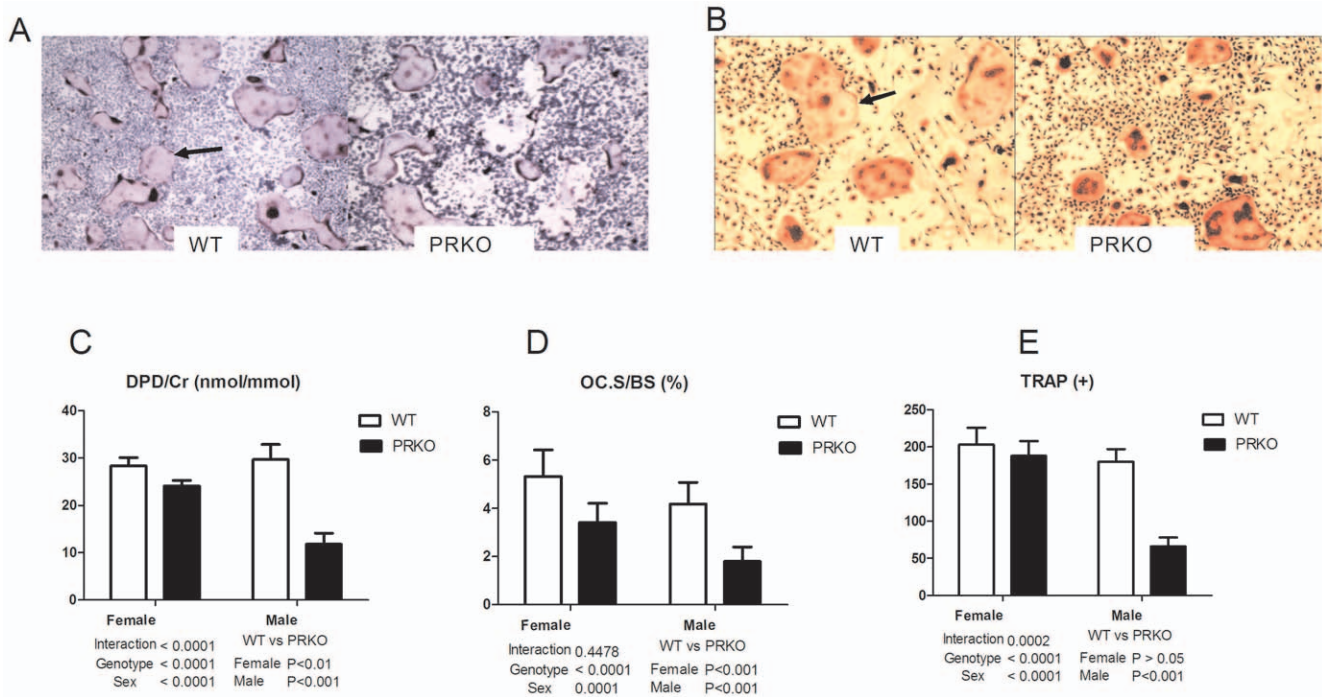 A
B
WT
PRKO
WT
PRKO
C
D
E
DPD/Cr (nmol/mmol)
40
30
20
10
0
WT
PRKO
Female
Male
Interaction < 0.0001
Genotype < 0.0001
Sex < 0.0001
WT vs PRKO
Female P<0.01
Male P<0.001
OC.S/BS (%)
8
6
4
2
0
WT
PRKO
Female
Male
Interaction 0.4478
Genotype < 0.0001
Sex 0.0001
WT vs PRKO
Female P<0.001
Male P<0.001
TRAP (+)
250
200
150
100
50
0
WT
PRKO
Female
Male
Interaction 0.0002
Genotype < 0.0001
Sex < 0.0001
WT vs PRKO
Female P > 0.05
Male P<0.001